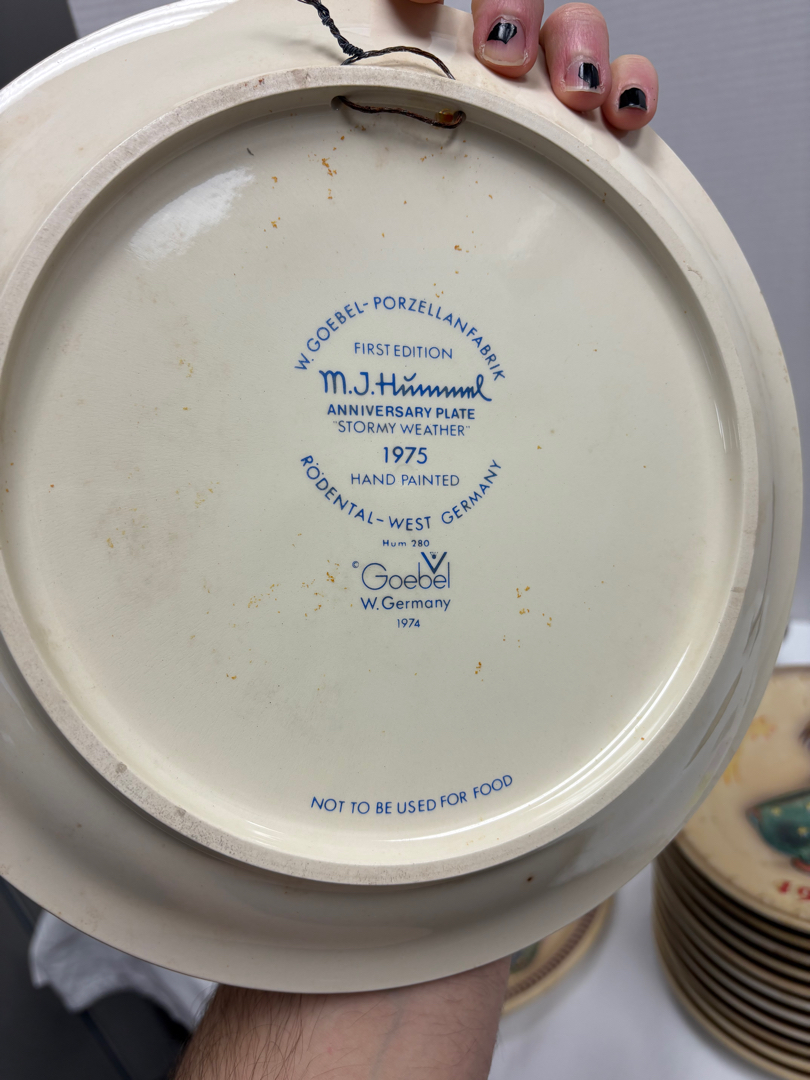 W. GOEBEL-PORZELLANFABRIK
FIRST EDITION
M.J.Hummel
ANNIVERSARY PLATE
"STORMY WEATHER"
1975
HAND PAINTED
RÖDENTAL-WEST GERMANY
Hum 280
© Goebel
W.Germany
1974
NOT TO BE USED FOR FOOD